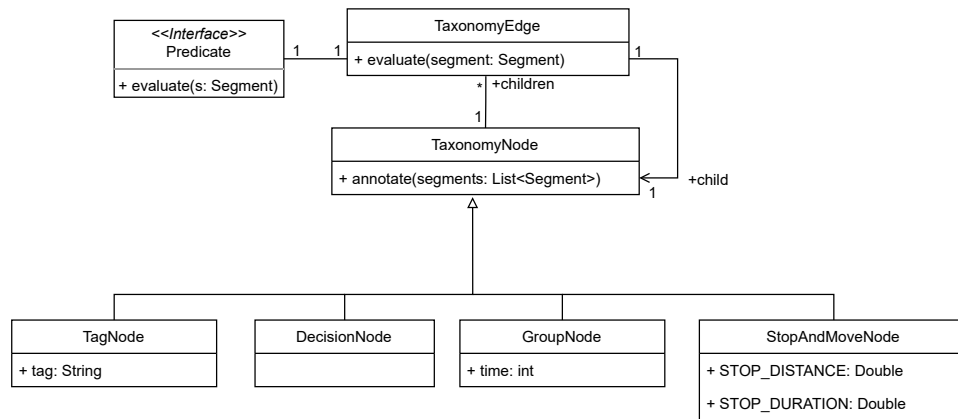 <<Interface>>
Predicate
+ evaluate(s: Segment)
1
1
TaxonomyEdge
+ evaluate(segment: Segment)
1
*
+children
1
TaxonomyNode
+ annotate(segments: List<Segment>)
1
+child
TagNode
+ tag: String
DecisionNode
GroupNode
+ time: int
StopAndMoveNode
+ STOP_DISTANCE: Double
+ STOP_DURATION: Double